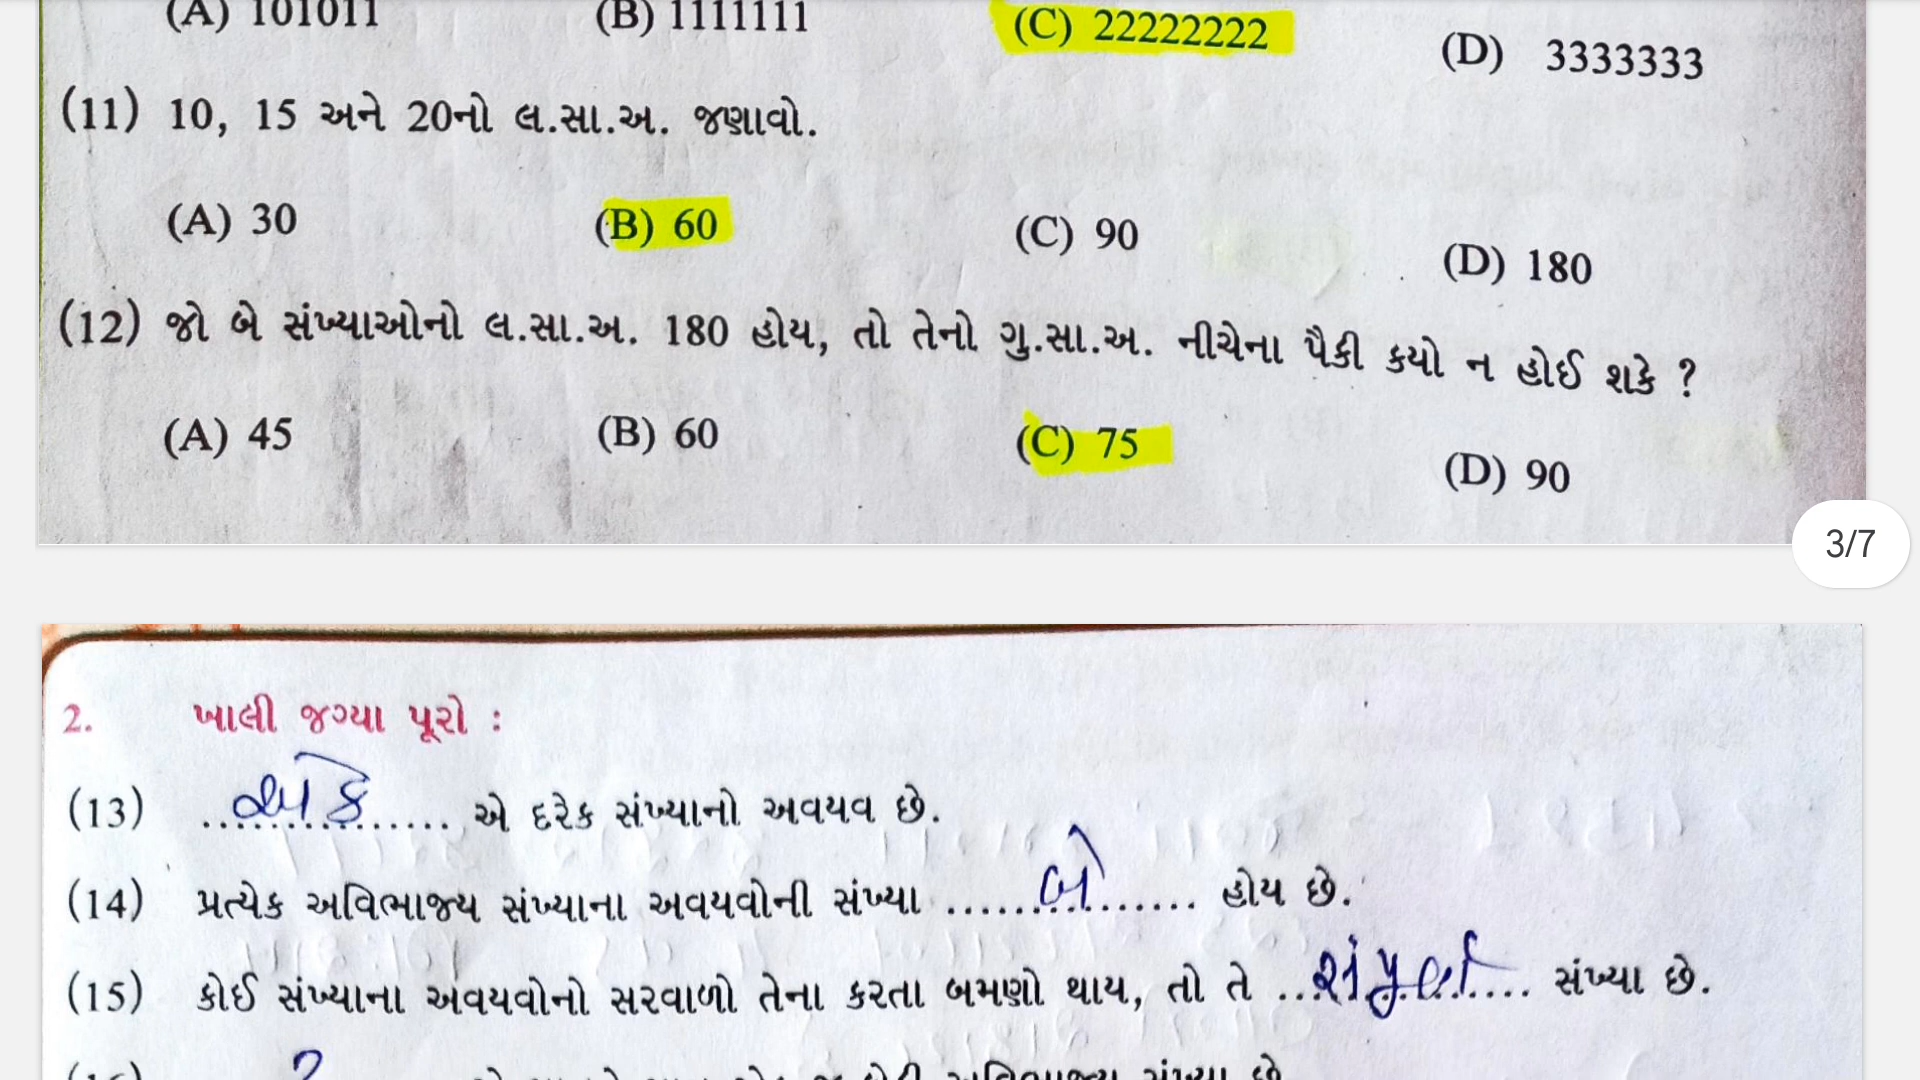 (A) 101011 (B) 1111111 (C) 22222222 (D) 3333333
(11) 10, 15 અને 20નો લ.સા.અ. જણાવો.
(A) 30 (B) 60 (C) 90 (D) 180
(12) જો બે સંખ્યાઓનો લ.સા.અ. 180 હોય, તો તેનો ગુ.સા.અ. નીચેના પૈકી કયો ન હોઈ શકે ?
(A) 45 (B) 60 (C) 75 (D) 90
3/7
2. ખાલી જગ્યા પૂરો :
(13) ...એક... એ દરેક સંખ્યાનો અવયવ છે.
(14) પ્રત્યેક અવિભાજ્ય સંખ્યાના અવયવોની સંખ્યા ...બે... હોય છે.
(15) કોઈ સંખ્યાના અવયવોનો સરવાળો તેના કરતા બમણો થાય, તો તે ...સંપૂર્ણ... સંખ્યા છે.